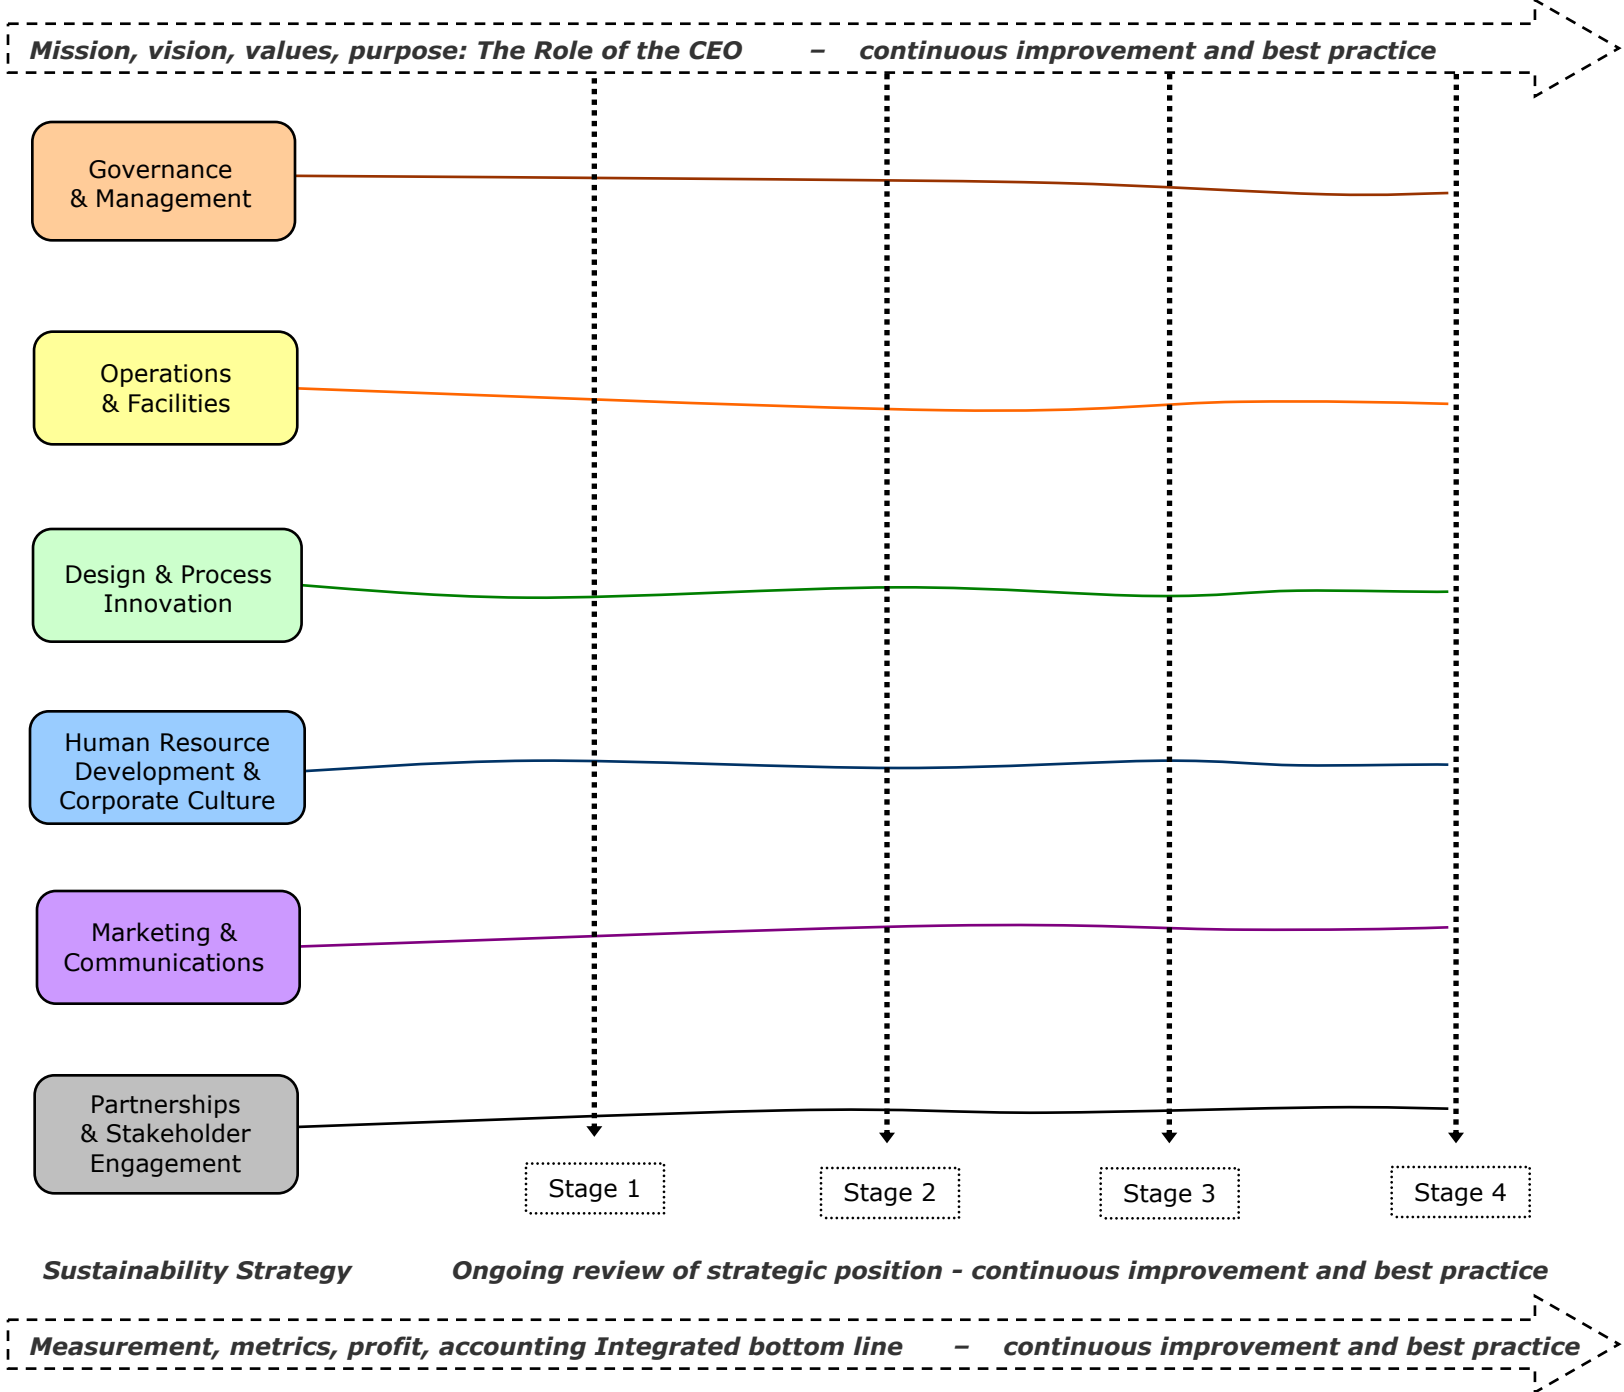 Mission, vision, values, purpose: The Role of the CEO – continuous improvement and best practice
Governance
& Management
Operations
& Facilities
Design & Process
Innovation
Human Resource
Development &
Corporate Culture
Marketing &
Communications
Partnerships
& Stakeholder
Engagement
Stage 1
Stage 2
Stage 3
Stage 4
Sustainability Strategy Ongoing review of strategic position - continuous improvement and best practice
Measurement, metrics, profit, accounting Integrated bottom line – continuous improvement and best practice